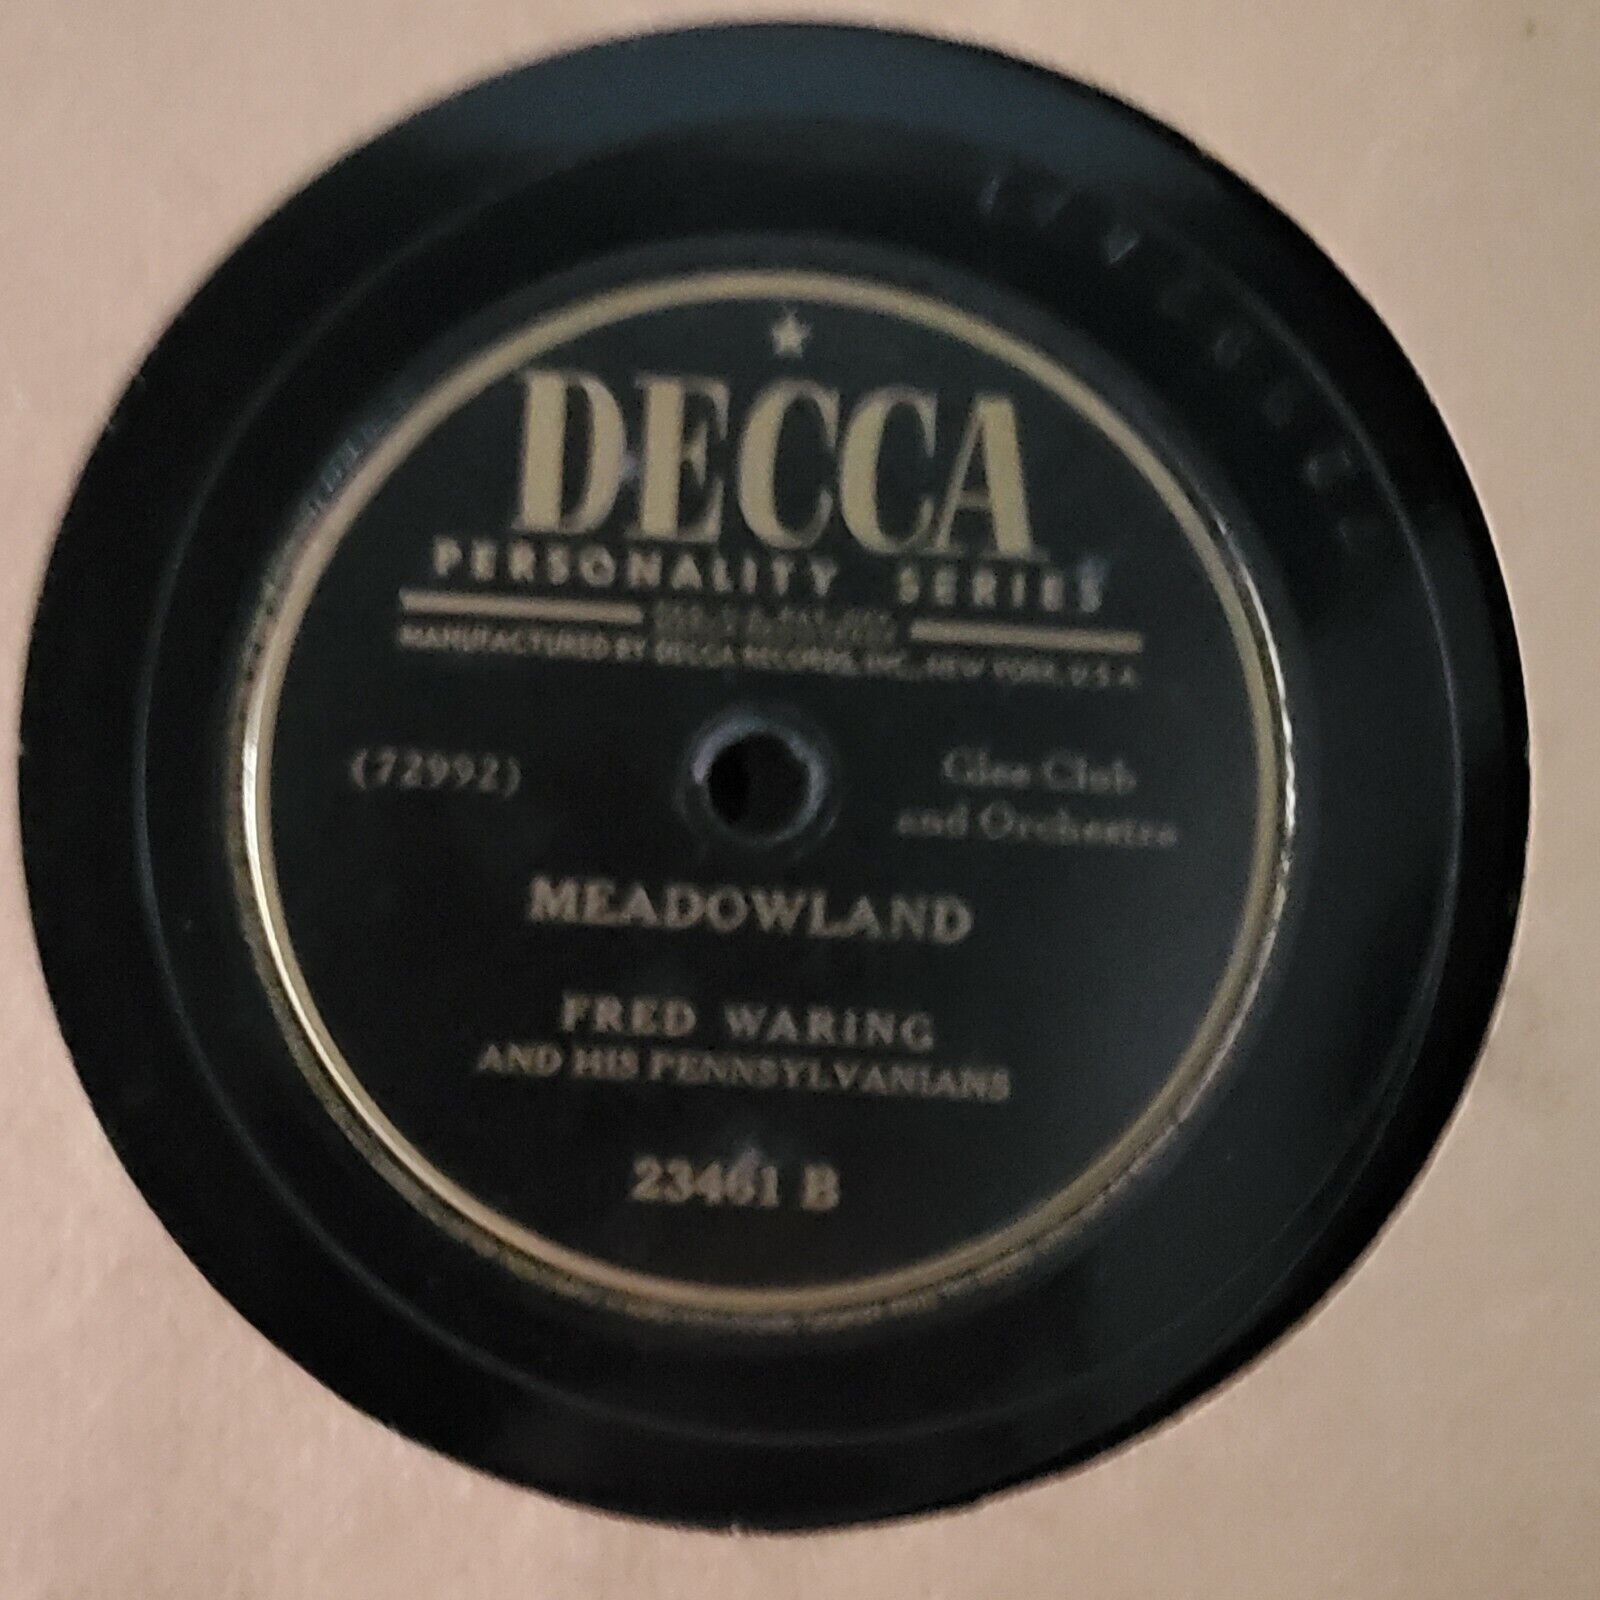 DECCA
PERSONALITY SERIES
MANUFACTURED BY DECCA RECORDS, INC., NEW YORK, U.S.A.
(72992)
Glee Club
and Orchestra
MEADOWLAND
FRED WARING
AND HIS PENNSYLVANIANS
23461 B